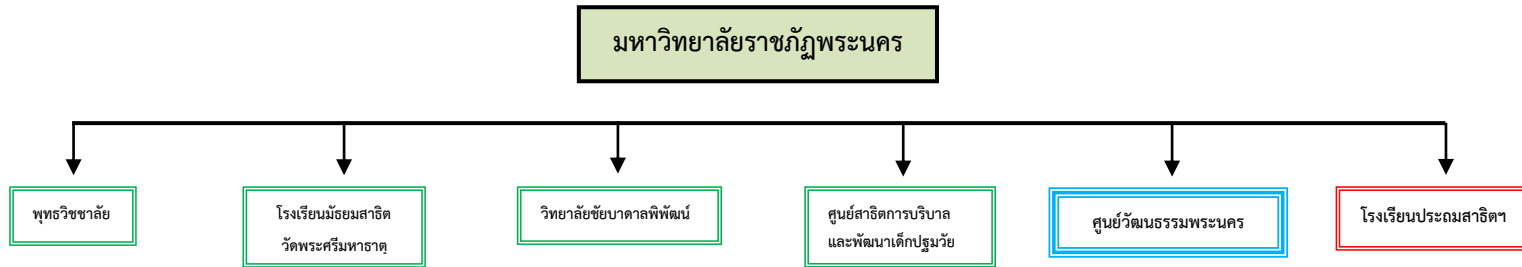 มหาวิทยาลัยราชภัฏพระนคร
พุทธวิชชาลัย
โรงเรียนมัธยมสาธิต
วัดพระศรีมหาธาตุ
วิทยาลัยชัยบาดาลพิพัฒน์
ศูนย์สาธิตการบริบาล
และพัฒนาเด็กปฐมวัย
ศูนย์วัฒนธรรมพระนคร
โรงเรียนประถมสาธิตฯ